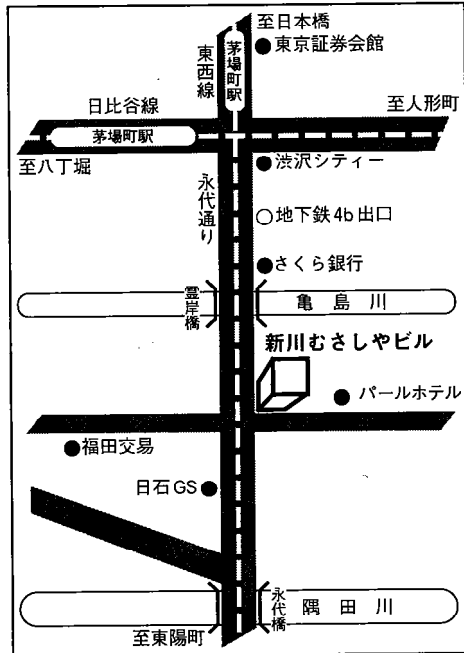 至日本橋
東京証券会館
東西線
茅場町駅
日比谷線
至人形町
茅場町駅
至八丁堀
渋沢シティー
永代通り
地下鉄4b出口
さくら銀行
霊岸橋
亀島川
新川むさしやビル
パールホテル
福田交易
日石GS
永代橋
隅田川
至東陽町